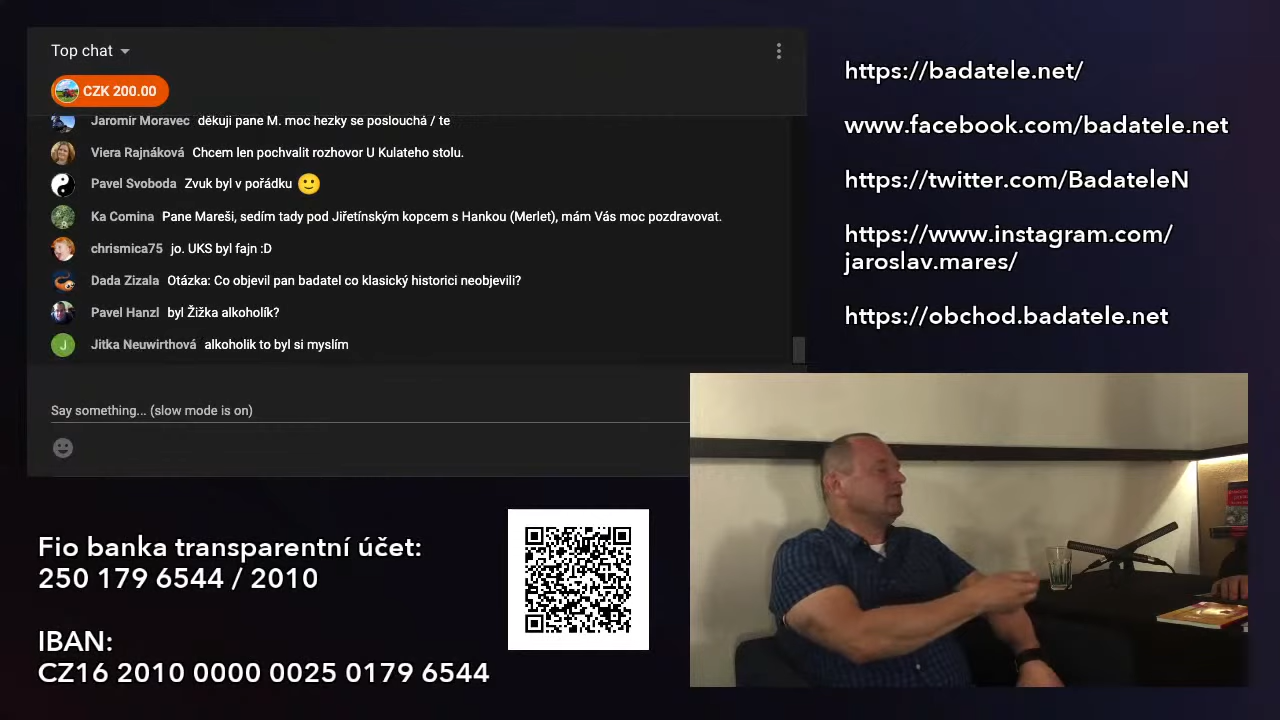 Top chat
CZK 200.00
Jaromír Moravec děkuji pane M. moc hezky se poslouchá / te
Viera Rajnáková Chcem len pochvalit rozhovor U Kulateho stolu.
Pavel Svoboda Zvuk byl v pořádku
Ka Comina Pane Mareši, sedím tady pod Jiřetínským kopcem s Hankou (Merlet), mám Vás moc pozdravovat.
chrismica75 jo. UKS byl fajn :D
Dada Zizala Otázka: Co objevil pan badatel co klasický historici neobjevili?
Pavel Hanzl byl Žižka alkoholík?
J Jitka Neuwirthová alkoholik to byl si myslím
Say something... (slow mode is on)
https://badatele.net/
www.facebook.com/badatele.net
https://twitter.com/BadateleN
https://www.instagram.com/
jaroslav.mares/
https://obchod.badatele.net
Fio banka transparentní účet:
250 179 6544 / 2010
IBAN:
CZ16 2010 0000 0025 0179 6544